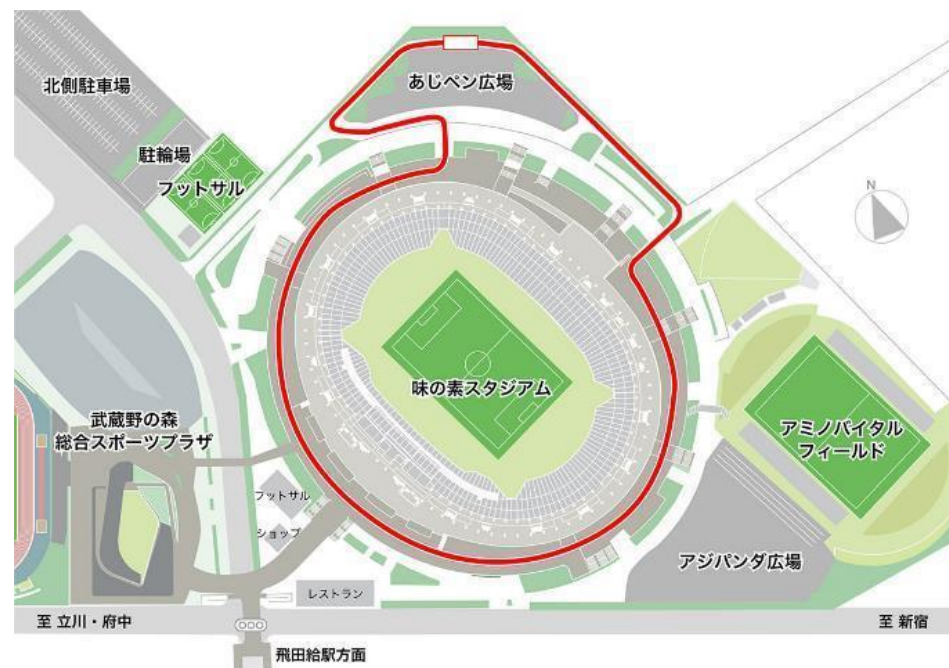 北側駐車場
あじペン広場
駐輪場
フットサル
N
味の素スタジアム
武蔵野の森
総合スポーツプラザ
アミノバイタル
フィールド
フットサル
ショップ
アジパンダ広場
レストラン
至 立川・府中
至 新宿
飛田給駅方面